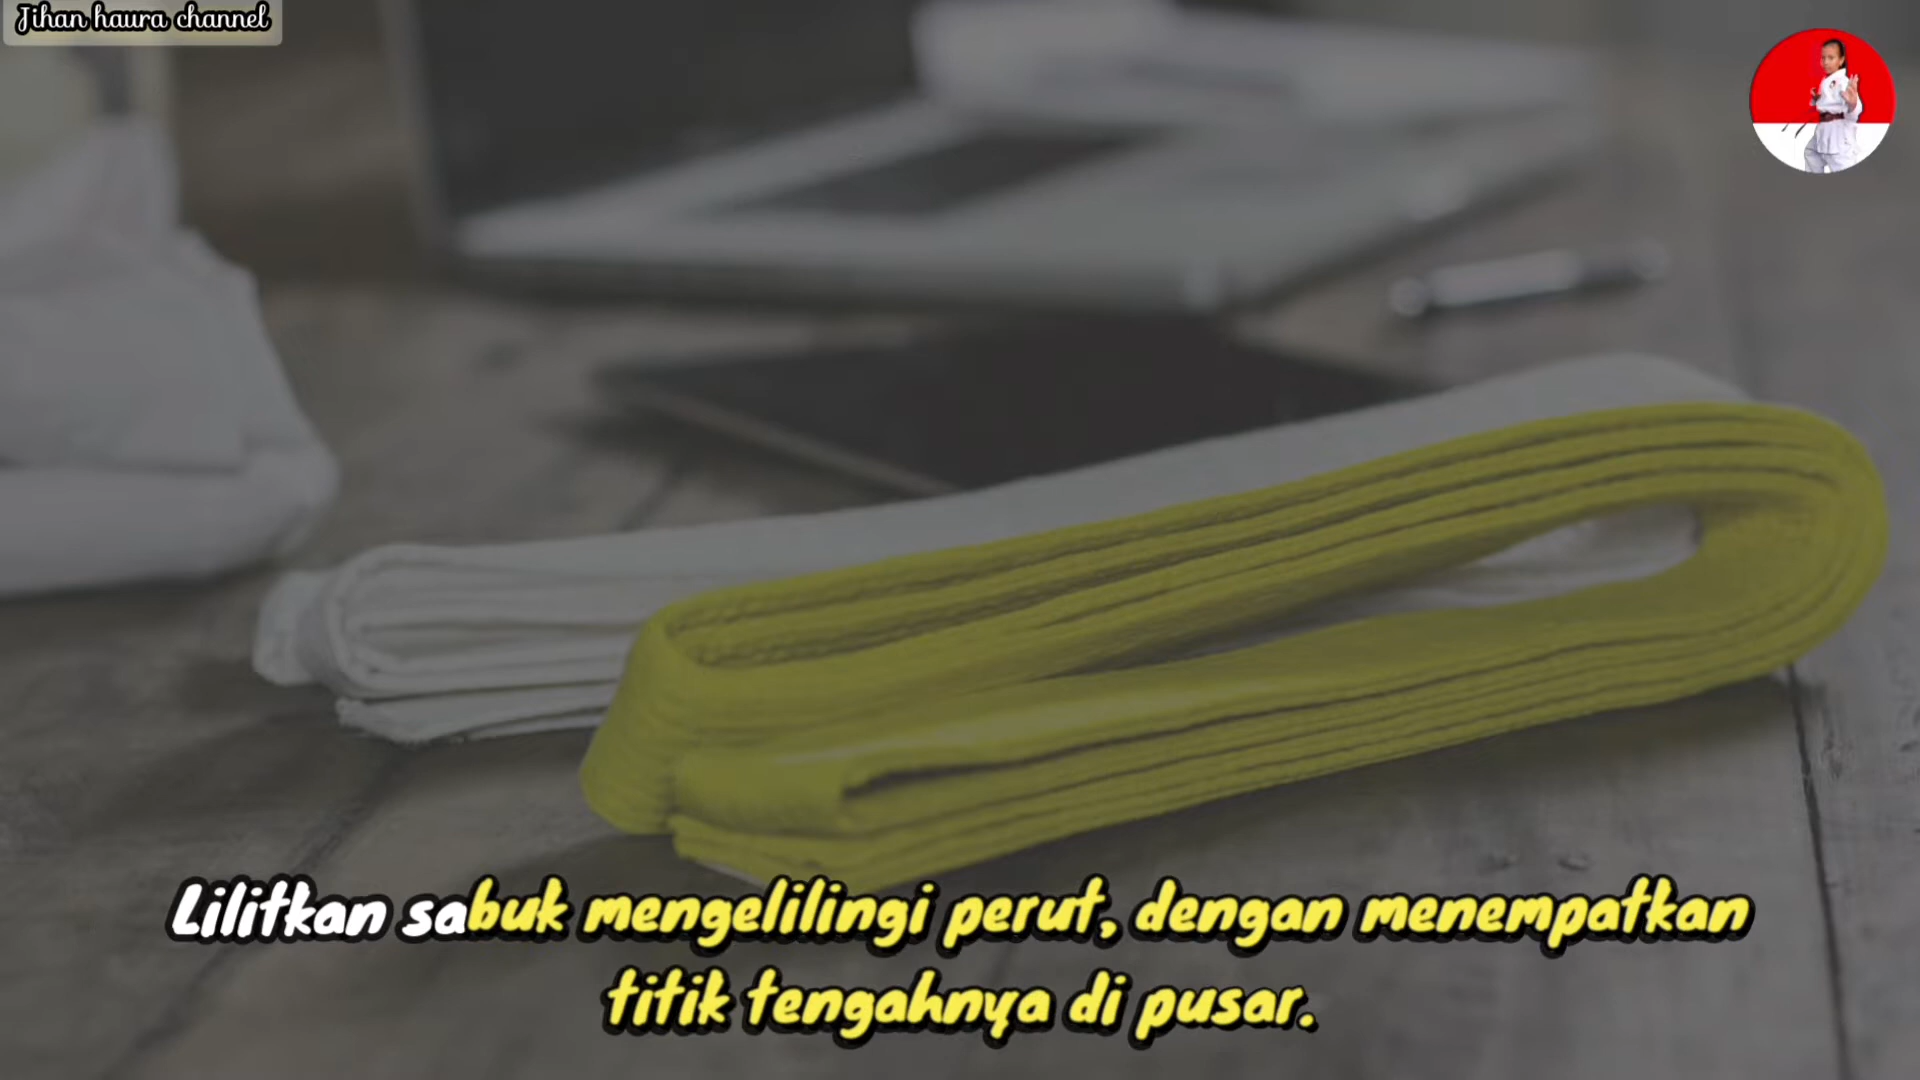 Jihan haura channel
Lilitkan sabuk mengelilingi perut, dengan menempatkan
titik tengahnya di pusar.